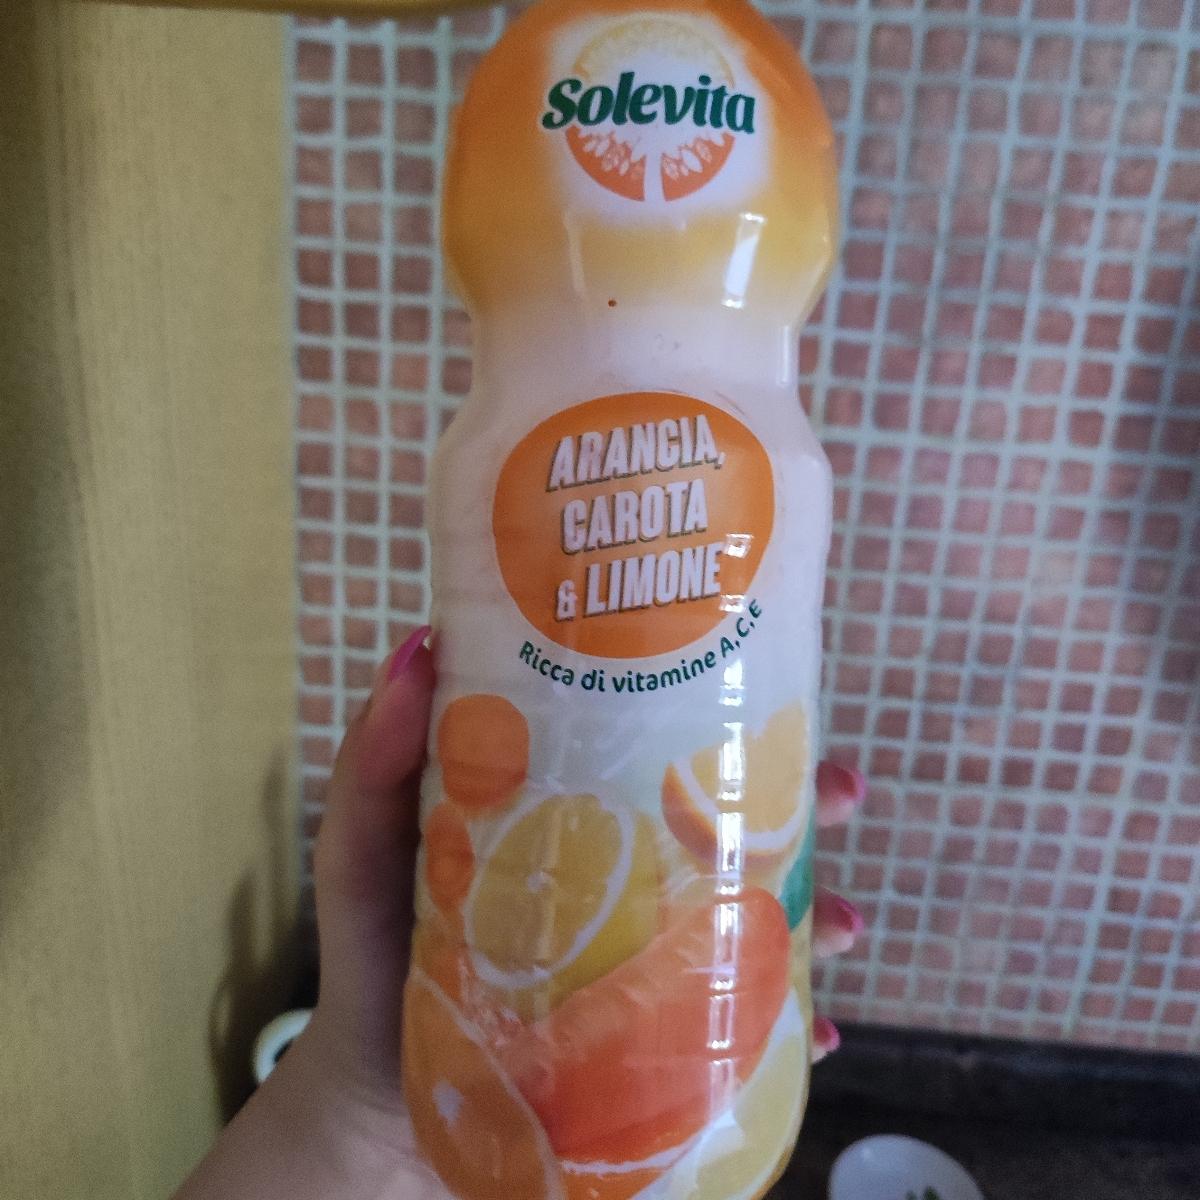 Solevita
ARANCIA,
CAROTA
& LIMONE
Ricca di vitamine A,C,E